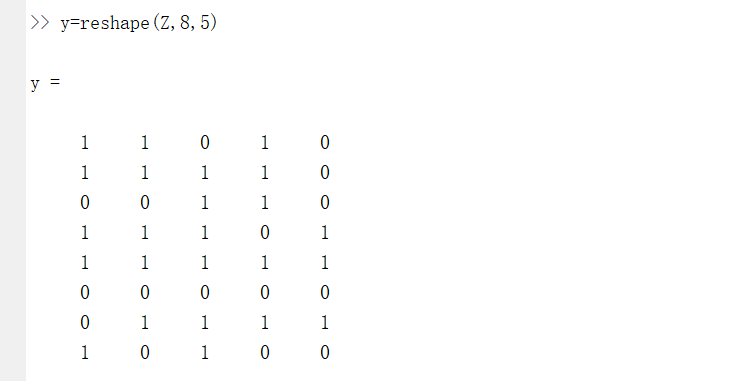 >> y=reshape(Z,8,5)
y =
1 1 0 1 0
1 1 1 1 0
0 0 1 1 0
1 1 1 0 1
1 1 1 1 1
0 0 0 0 0
0 1 1 1 1
1 0 1 0 0